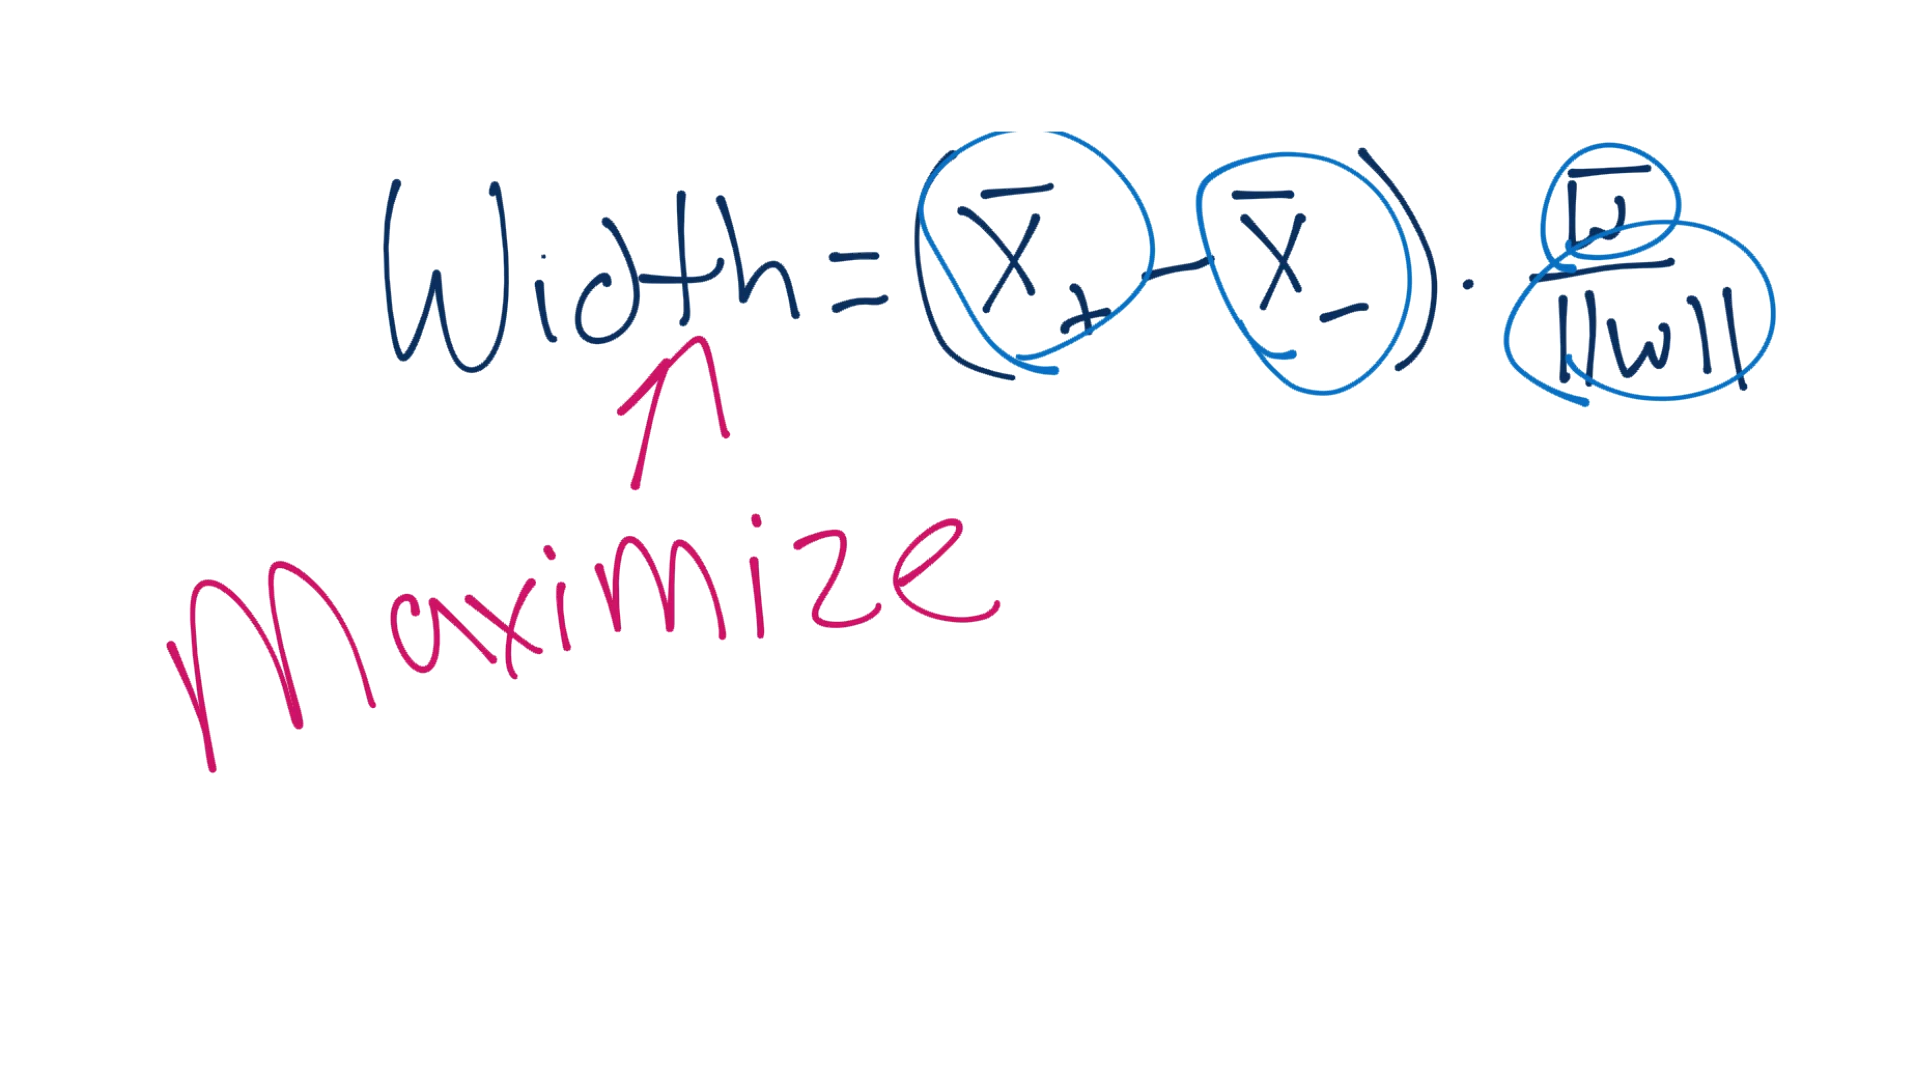 Width = (X̄₊ - X̄₋) · w̄/||w||
Maximize